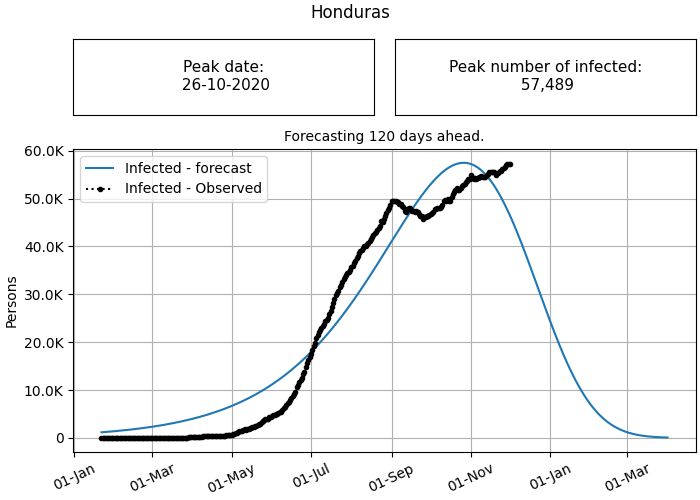 Honduras
Peak date:
26-10-2020
Peak number of infected:
57,489
Forecasting 120 days ahead.
60.0K
50.0K
40.0K
30.0K
20.0K
10.0K
0
Persons
Infected - forecast
Infected - Observed
01-Jan
01-Mar
01-May
01-Jul
01-Sep
01-Nov
01-Jan
01-Mar